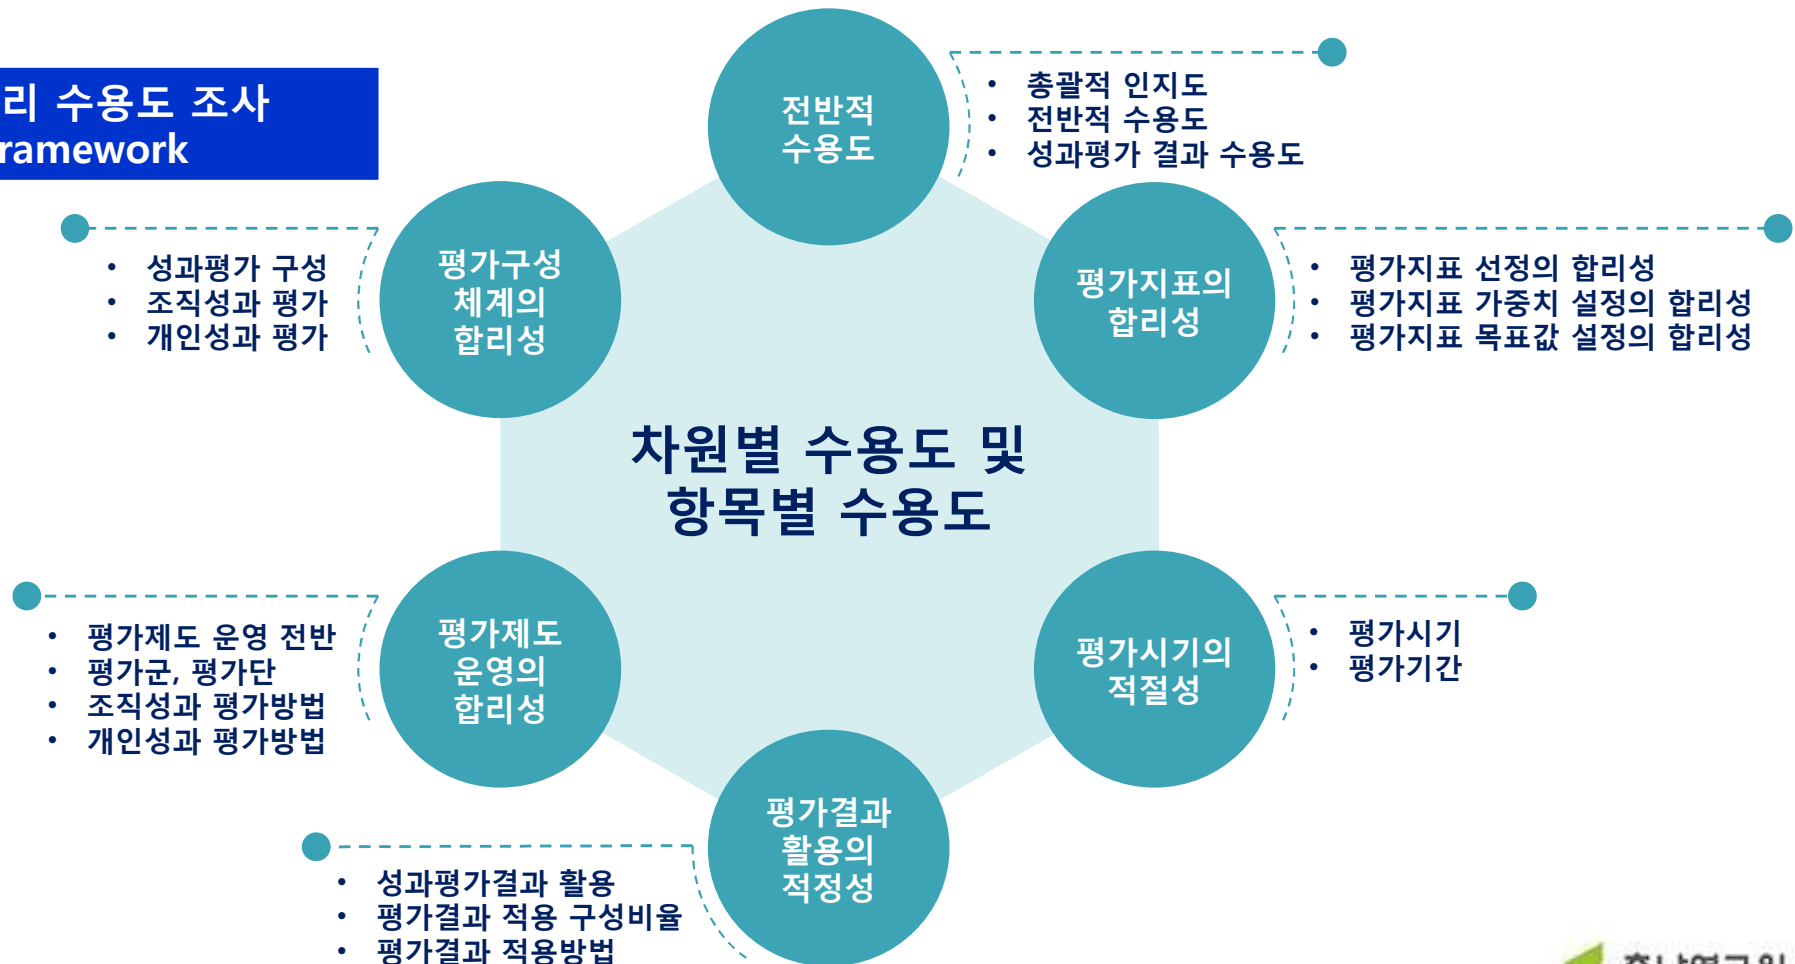 리 수용도 조사
ramework
전반적
수용도
• 총괄적 인지도
• 전반적 수용도
• 성과평가 결과 수용도
평가구성
체계의
합리성
• 성과평가 구성
• 조직성과 평가
• 개인성과 평가
평가지표의
합리성
• 평가지표 선정의 합리성
• 평가지표 가중치 설정의 합리성
• 평가지표 목표값 설정의 합리성
차원별 수용도 및
항목별 수용도
평가제도
운영의
합리성
• 평가제도 운영 전반
• 평가군, 평가단
• 조직성과 평가방법
• 개인성과 평가방법
평가시기의
적절성
• 평가시기
• 평가기간
평가결과
활용의
적정성
• 성과평가결과 활용
• 평가결과 적용 구성비율
• 평가결과 적용방법